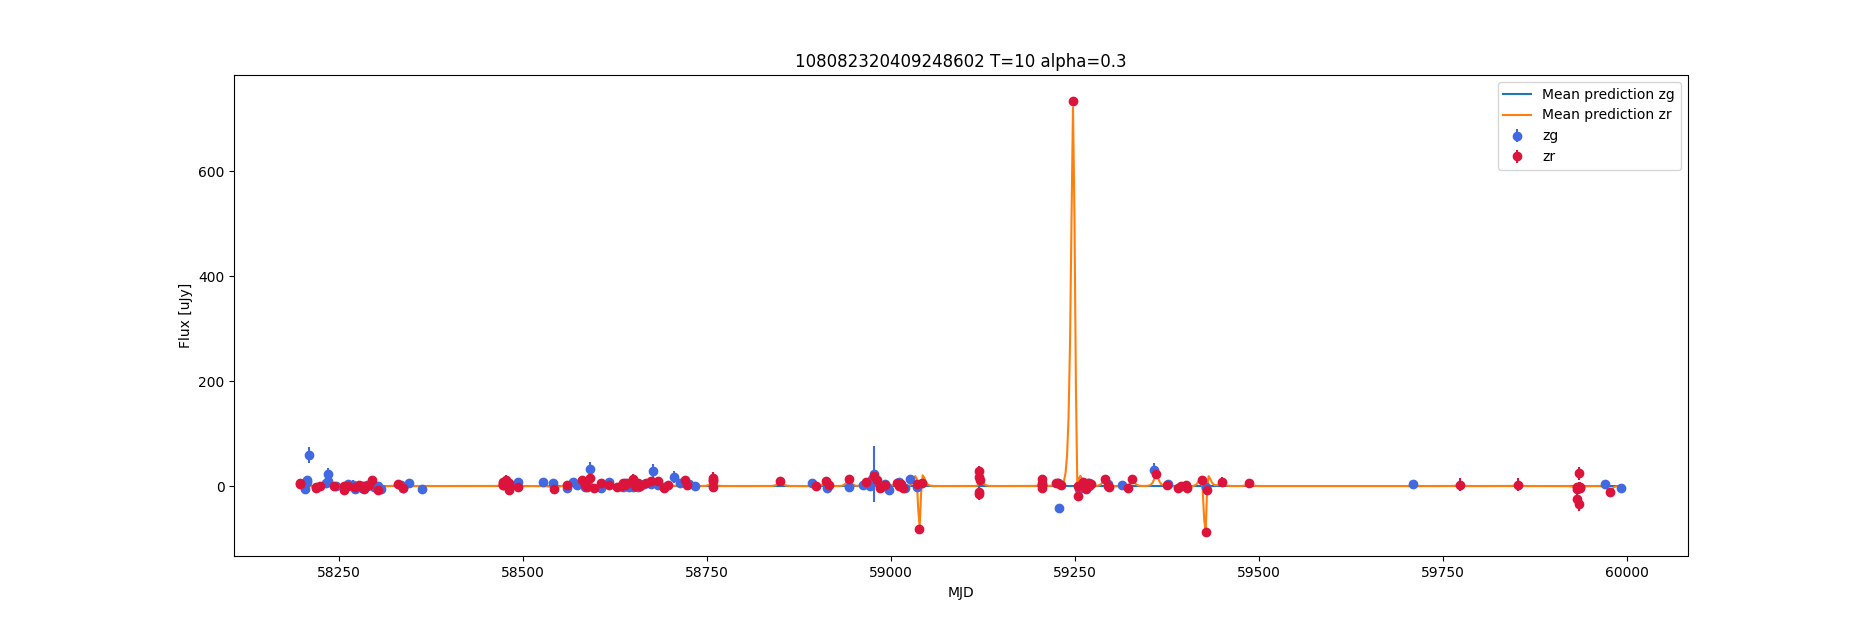 108082320409248602 T=10 alpha=0.3
Mean prediction zg
Mean prediction zr
zg
zr
Flux [uJy]
600
400
200
0
58250 58500 58750 59000 59250 59500 59750 60000
MJD